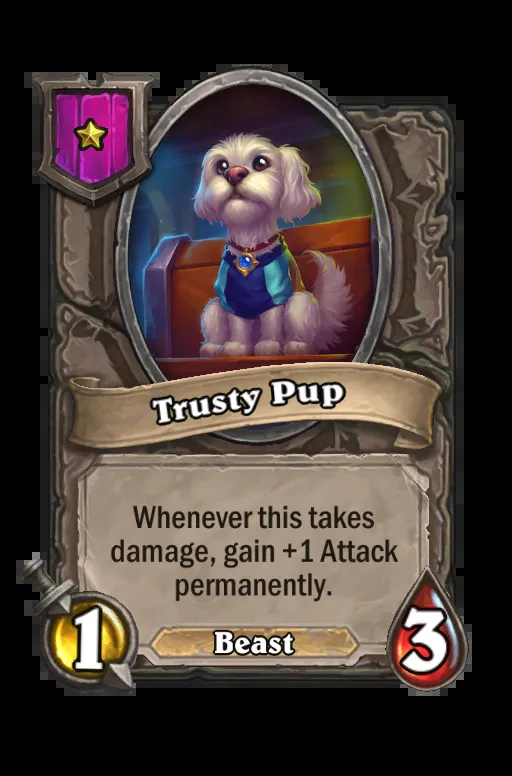 Trusty Pup
Whenever this takes
damage, gain +1 Attack
permanently.
1
Beast
3